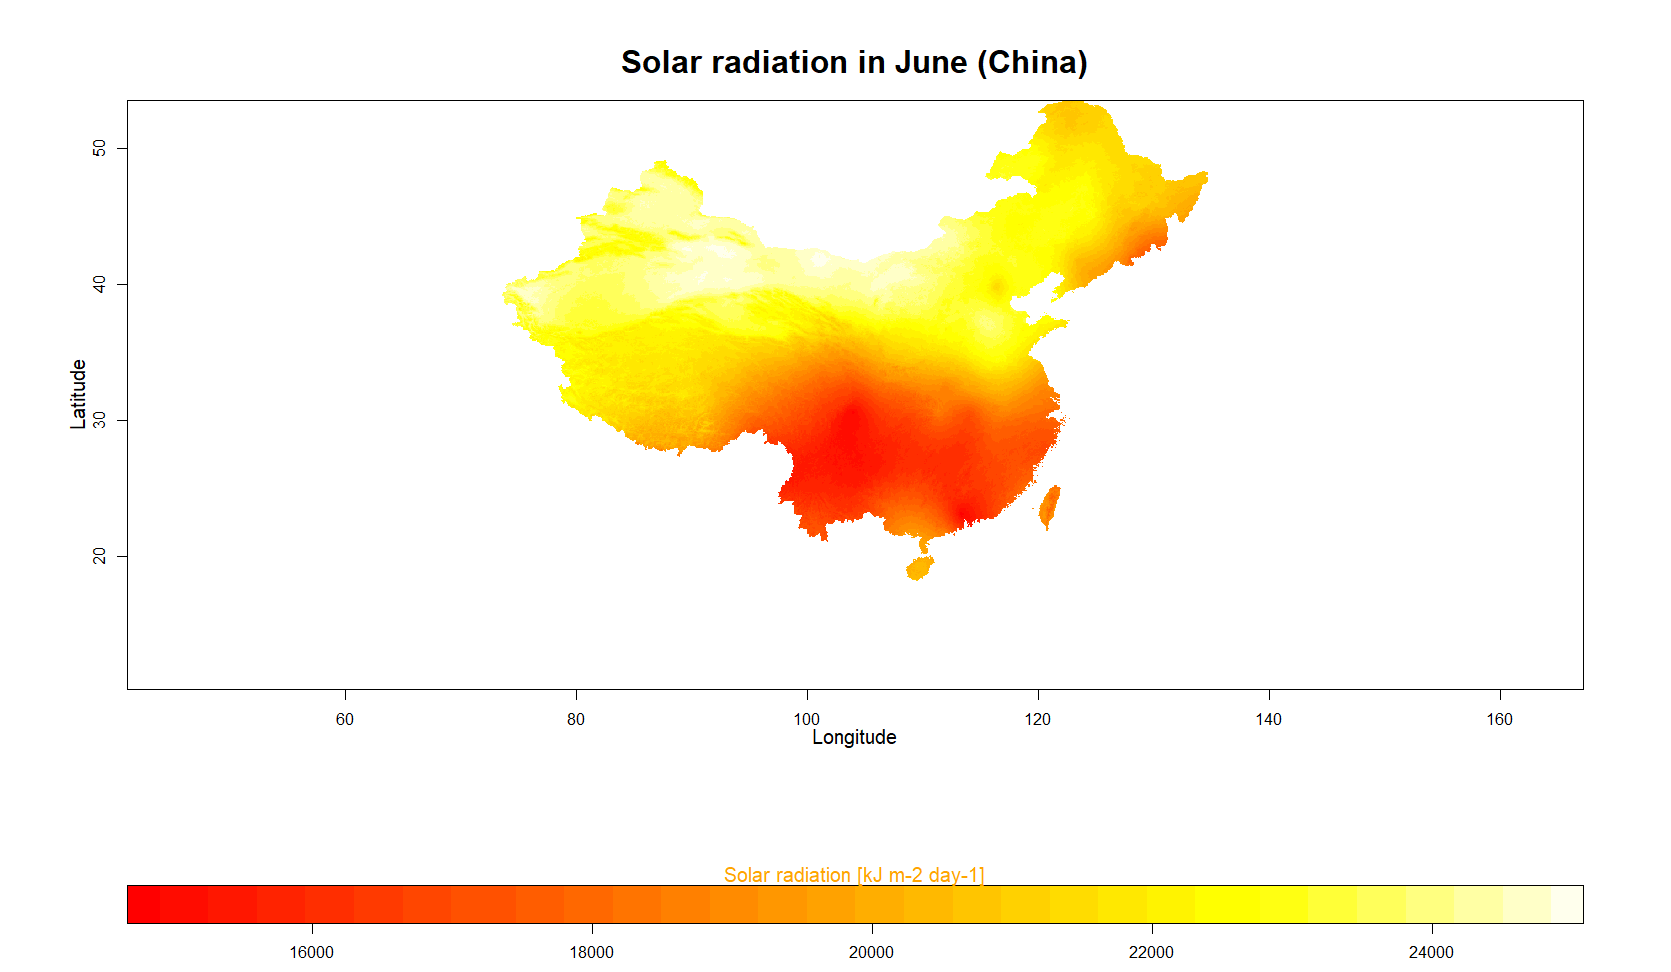 Solar radiation in June (China)
50
40
30
20
Latitude
60 80 100 120 140 160
Longitude
Solar radiation [kJ m-2 day-1]
16000 18000 20000 22000 24000